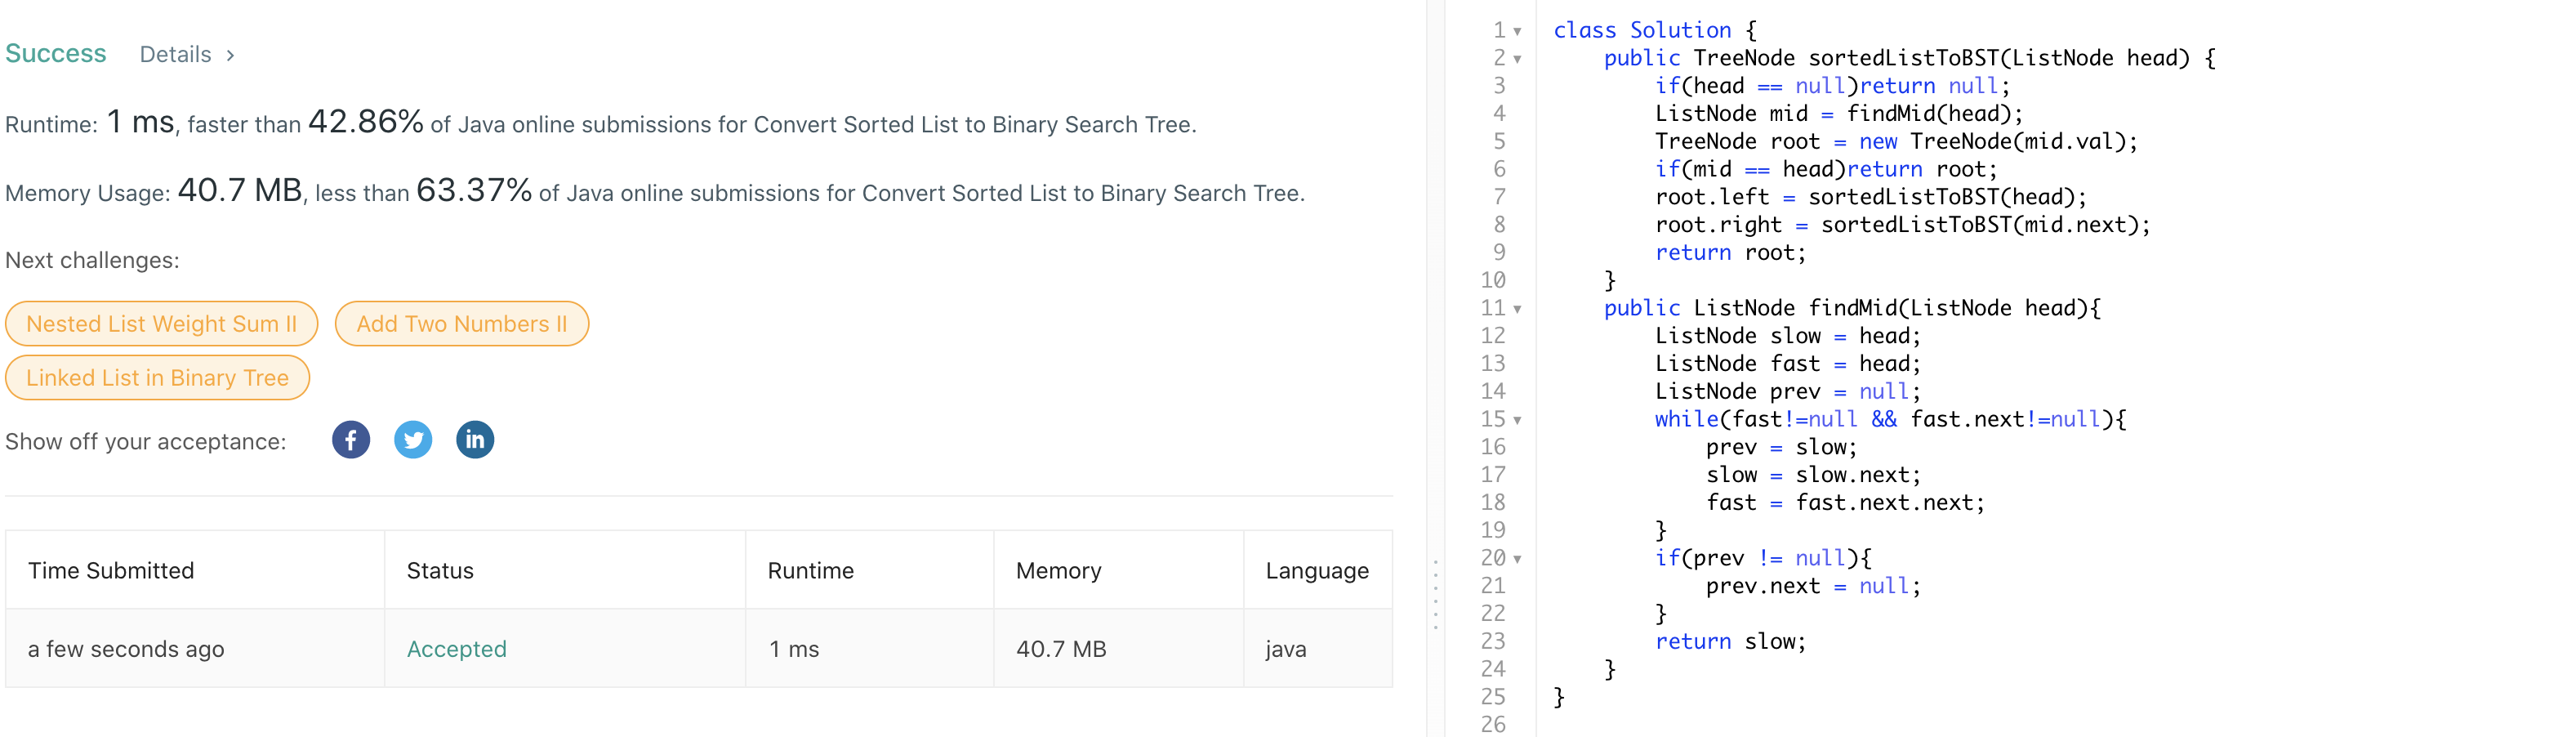 Success Details >
Runtime: 1 ms, faster than 42.86% of Java online submissions for Convert Sorted List to Binary Search Tree.
Memory Usage: 40.7 MB, less than 63.37% of Java online submissions for Convert Sorted List to Binary Search Tree.
Next challenges:
Nested List Weight Sum II Add Two Numbers II
Linked List in Binary Tree
Show off your acceptance: f in
Time Submitted Status Runtime Memory Language
a few seconds ago Accepted 1 ms 40.7 MB java
1 class Solution {
2     public TreeNode sortedListToBST(ListNode head) {
3         if(head == null)return null;
4         ListNode mid = findMid(head);
5         TreeNode root = new TreeNode(mid.val);
6         if(mid == head)return root;
7         root.left = sortedListToBST(head);
8         root.right = sortedListToBST(mid.next);
9         return root;
10     }
11     public ListNode findMid(ListNode head){
12         ListNode slow = head;
13         ListNode fast = head;
14         ListNode prev = null;
15         while(fast!=null && fast.next!=null){
16             prev = slow;
17             slow = slow.next;
18             fast = fast.next.next;
19         }
20         if(prev != null){
21             prev.next = null;
22         }
23         return slow;
24     }
25 }
26